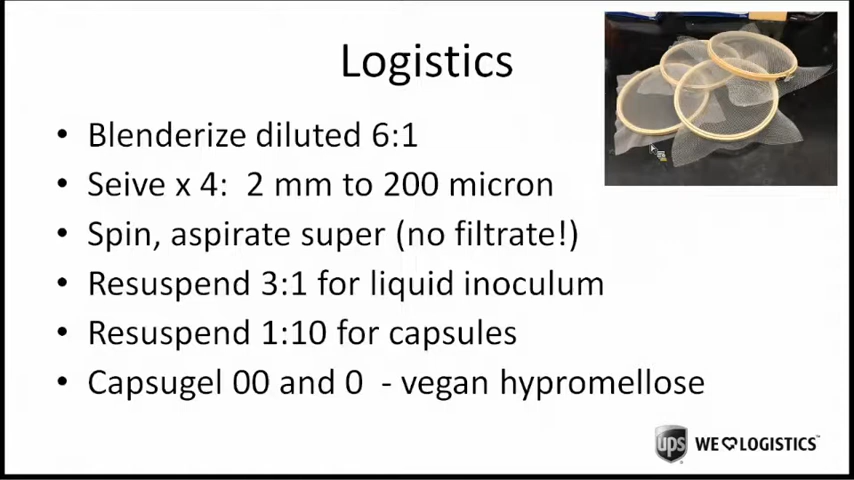 Logistics
• Blenderize diluted 6:1
• Seive x 4:  2 mm to 200 micron
• Spin, aspirate super (no filtrate!)
• Resuspend 3:1 for liquid inoculum
• Resuspend 1:10 for capsules
• Capsugel 00 and 0  - vegan hypromellose
ups WE♥LOGISTICS™